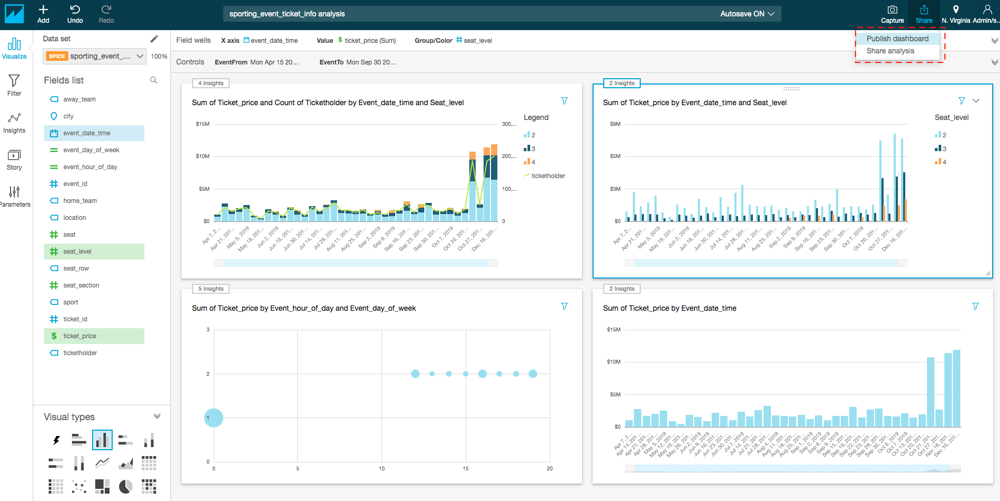 Add
Undo
Redo
sporting_event_ticket_info analysis
Autosave ON
Capture
Share
N. Virginia
Admin/s...
Publish dashboard
Share analysis
Visualize
Filter
Insights
Story
Parameters
Data set
SPICE sporting_event_... 100%
Fields list
away_team
city
event_date_time
event_day_of_week
event_hour_of_day
event_id
home_team
location
seat
seat_level
seat_row
seat_section
sport
ticket_id
ticket_price
ticketholder
Visual types
Field wells X axis event_date_time Value ticket_price (Sum) Group/Color seat_level
Controls EventFrom Mon Apr 15 20... EventTo Mon Sep 30 20...
4 Insights
Sum of Ticket_price and Count of Ticketholder by Event_date_time and Seat_level
$15M
$10M
$5M
$0
300,...
200,...
100,...
0
Apr 7, 2...
Apr 21, 201...
May 5, 2019
May 19, 201...
Jun 2, 2019
Jun 16, 201...
Jun 30, 201...
Jul 14, 201...
Jul 28, 201...
Aug 11, 201...
Aug 25, 201...
Sep 2, 2019
Sep 9, 2019
Sep 16, 201...
Sep 23, 201...
Sep 30, 201...
Oct 7, 2019
Oct 20, 201...
Oct 27, 201...
Dec 16, 201...
Legend
2
3
4
ticketholder
2 Insights
Sum of Ticket_price by Event_date_time and Seat_level
$8M
$5M
$3M
$0
Apr 7, 2...
Apr 21, 201...
May 5, 2019
May 19, 201...
Jun 2, 2019
Jun 16, 201...
Jun 30, 201...
Jul 14, 201...
Jul 28, 201...
Aug 11, 201...
Aug 25, 201...
Sep 2, 2019
Sep 9, 2019
Sep 16, 201...
Sep 23, 201...
Sep 30, 201...
Oct 7, 2019
Oct 20, 201...
Oct 27, 201...
Dec 16, 201...
Seat_level
2
3
4
5 Insights
Sum of Ticket_price by Event_hour_of_day and Event_day_of_week
3
2
1
0
0
5
10
15
20
2 Insights
Sum of Ticket_price by Event_date_time
$15M
$10M
$5M
$0
Apr 7, 2...
Apr 14, 201...
Apr 21, 201...
Apr 28, 201...
May 5, 2019
May 12, 201...
May 19, 201...
May 26, 201...
Jun 2, 2019
Jun 9, 2019
Jun 16, 201...
Jun 23, 201...
Jun 30, 201...
Jul 7, 2019
Jul 14, 201...
Jul 21, 201...
Jul 28, 201...
Aug 4, 2019
Aug 11, 201...
Aug 18, 201...
Aug 25, 201...
Sep 1, 2019
Sep 2, 2019
Sep 8, 2019
Sep 9, 2019
Sep 15, 201...
Sep 16, 201...
Sep 22, 201...
Sep 23, 201...
Sep 29, 201...
Sep 30, 201...
Oct 6, 2019
Oct 7, 2019
Oct 13, 201...
Oct 20, 201...
Oct 21, 201...
Oct 27, 201...
Nov 18, 201...
Dec 16, 201...